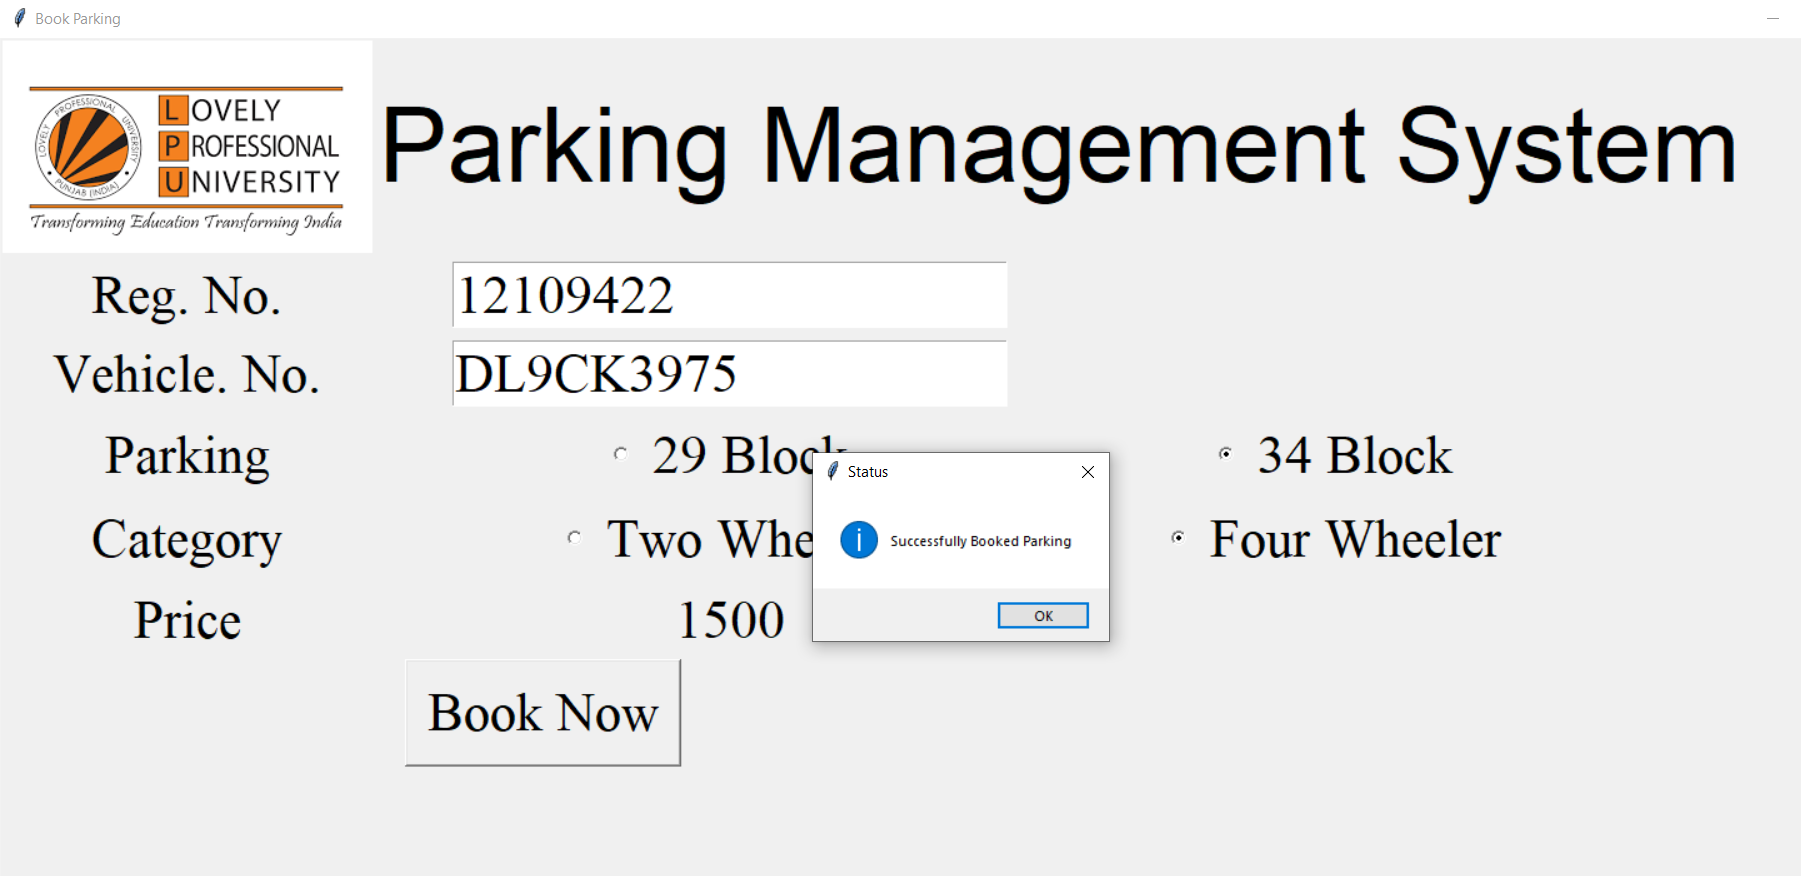 Book Parking
LOVELY
PROFESSIONAL
UNIVERSITY
LOVELY PROFESSIONAL UNIVERSITY
• PUNJAB (INDIA) •
Transforming Education Transforming India
Parking Management System
Reg. No. 12109422
Vehicle. No. DL9CK3975
Parking 29 Block 34 Block
Category Two Whe Four Wheeler
Price 1500
Book Now
Status
Successfully Booked Parking
OK